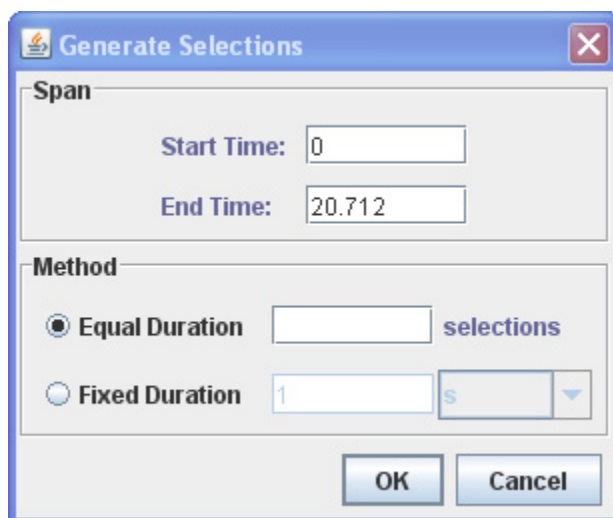 Generate Selections
Span
Start Time: 0
End Time: 20.712
Method
Equal Duration selections
Fixed Duration 1 s
OK Cancel